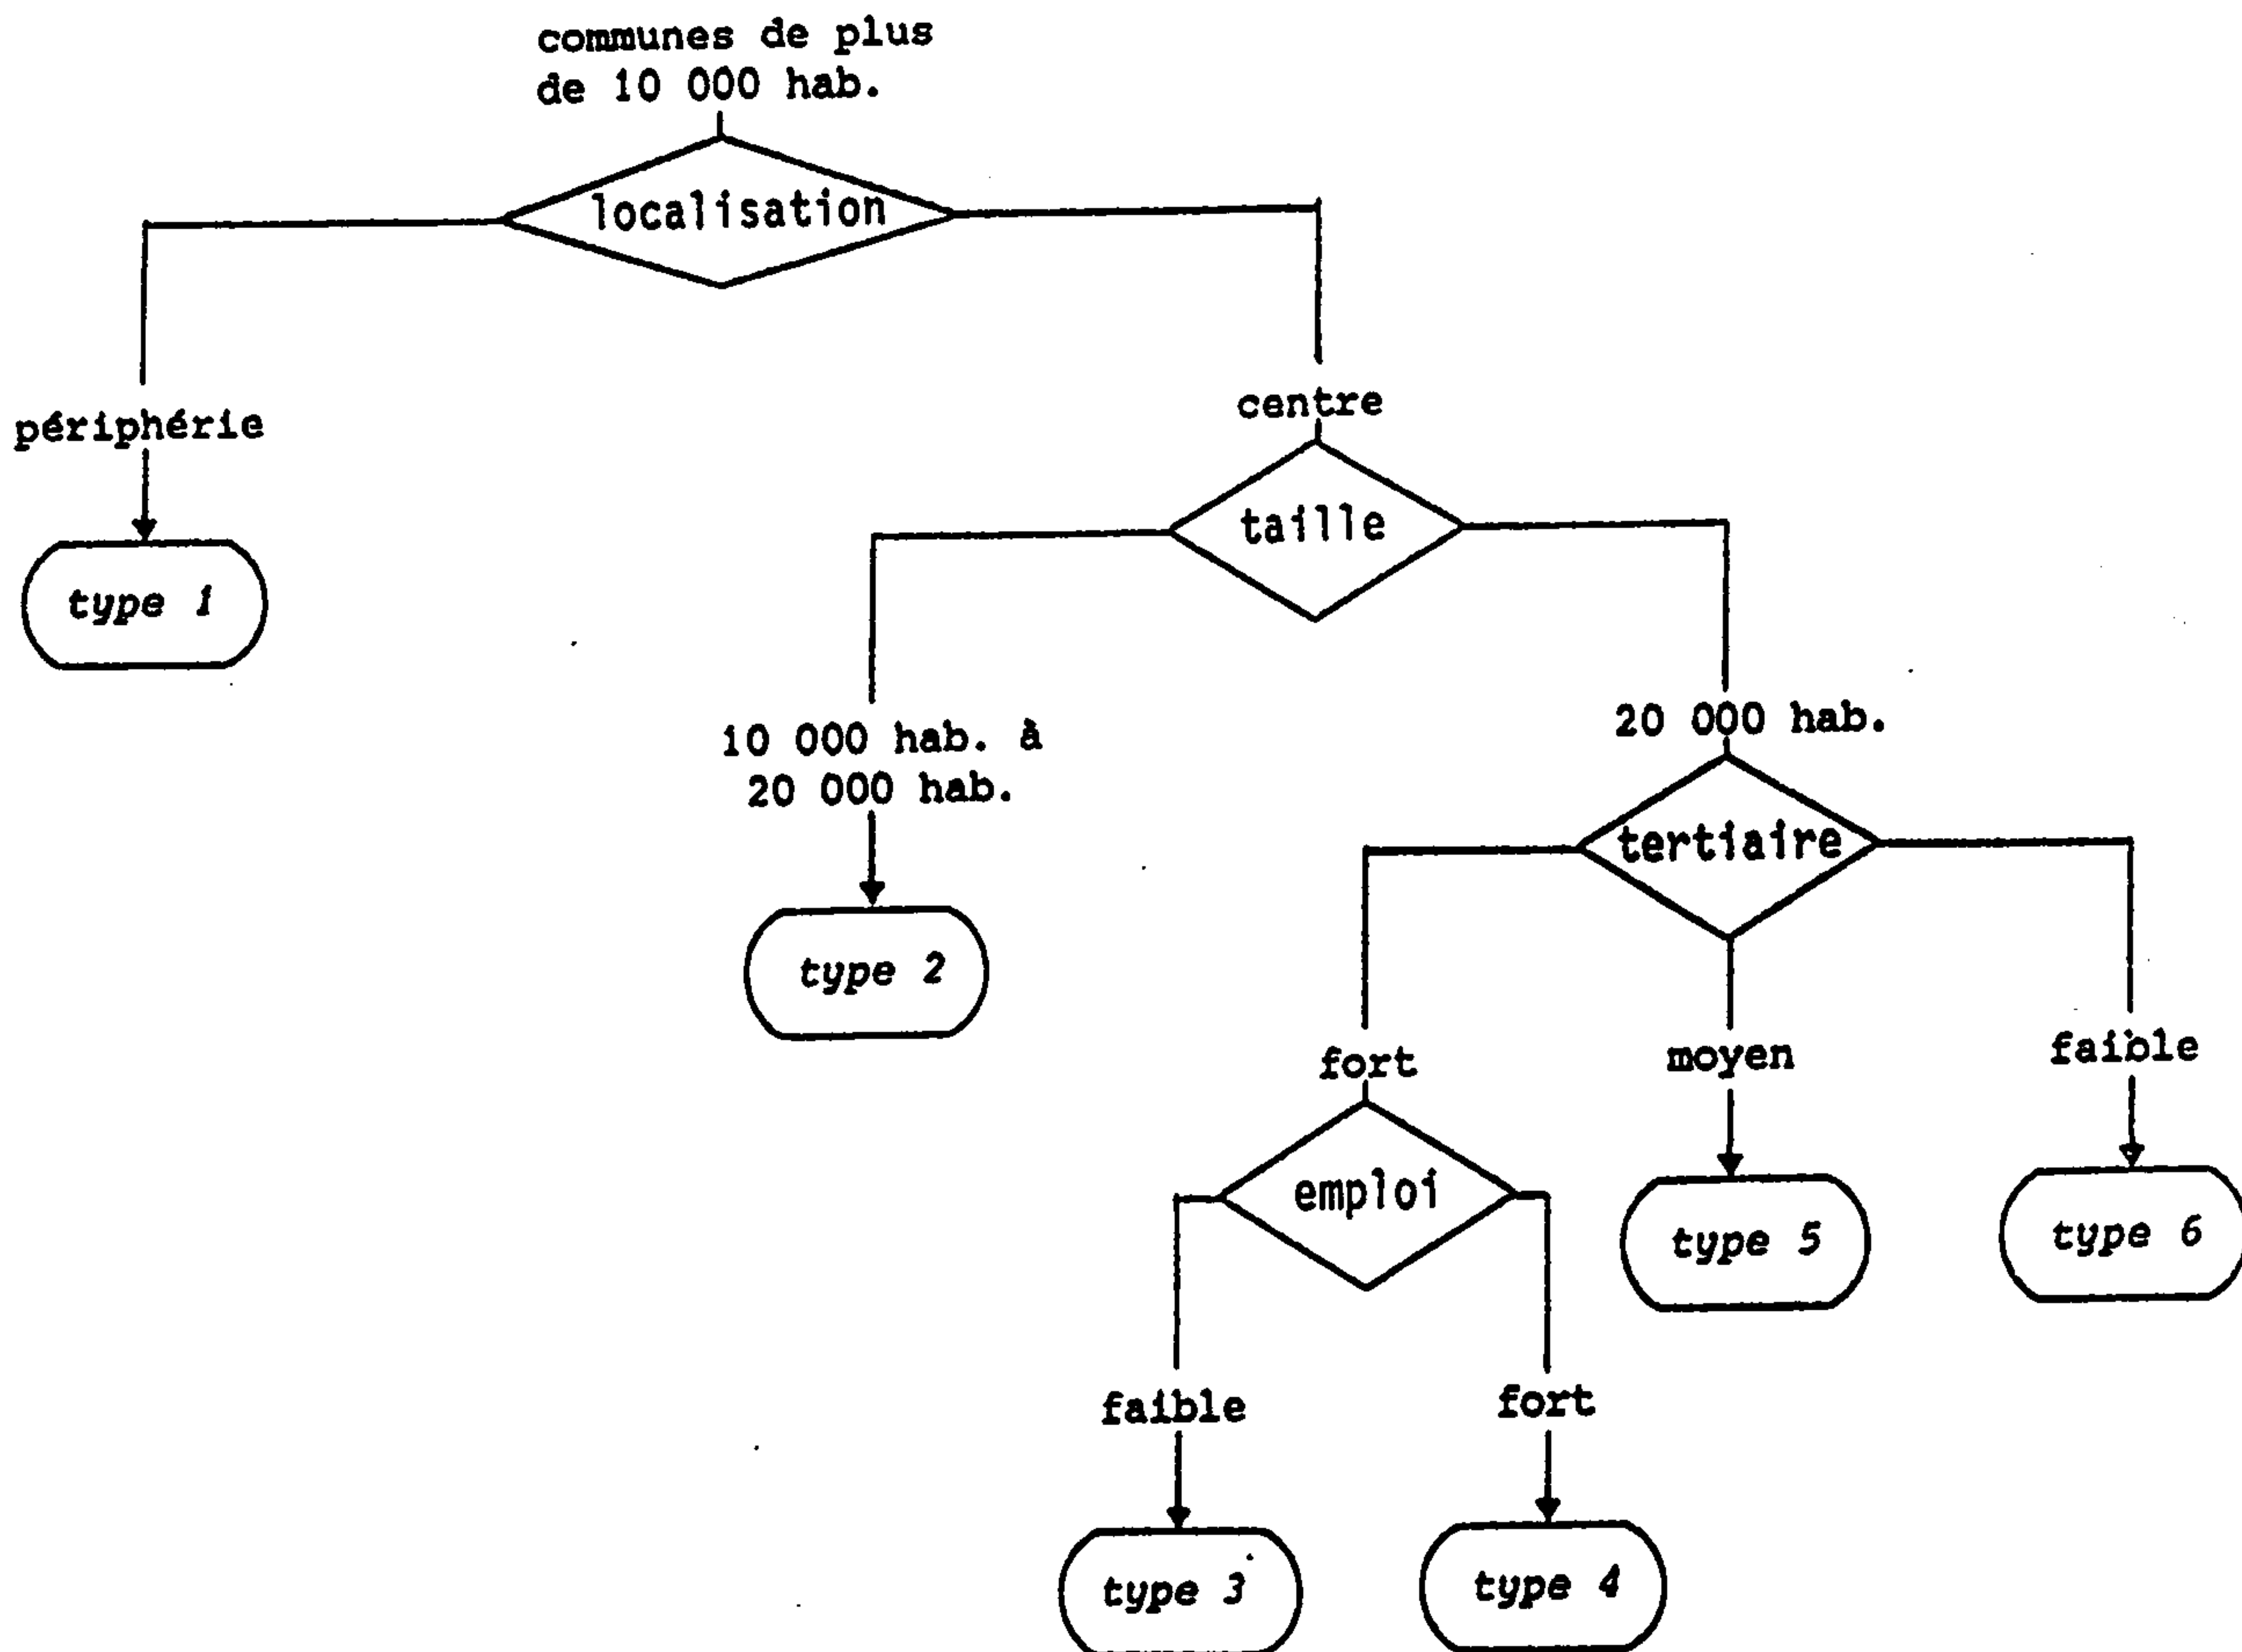 communes de plus
de 10 000 hab.
localisation
périphérie
centre
type 1
taille
10 000 hab. à
20 000 hab.
20 000 hab.
type 2
tertiaire
fort
moyen
faible
emploi
type 5
type 6
faible
fort
type 3
type 4